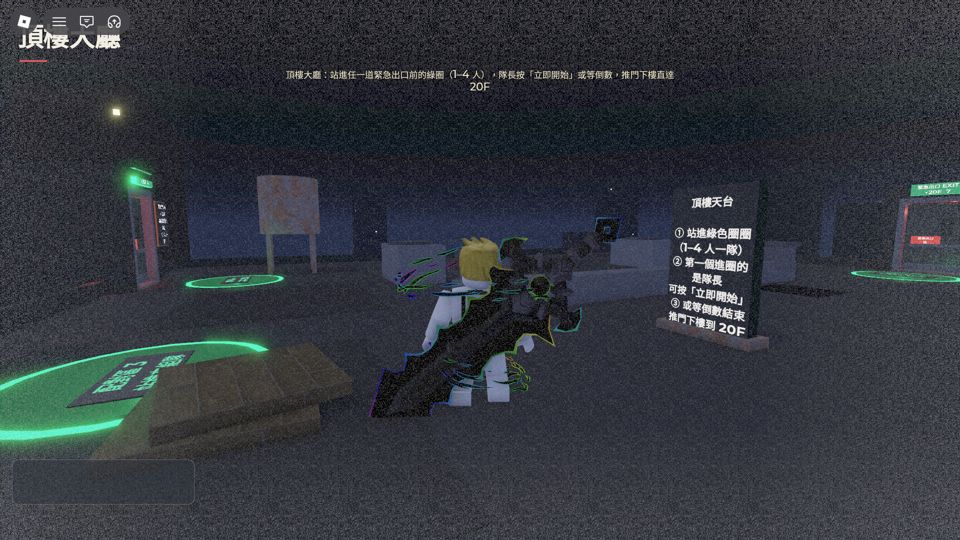 頂樓大廳
頂樓大廳：站進任一道緊急出口前的綠圈（1–4 人），隊長按「立即開始」或等倒數，推門下樓直達
20F
緊急出口 EXIT
頂樓天台
① 站進綠色圈圈
（1–4 人一隊）
② 第一個進圈的
是隊長
可按「立即開始」
③ 或等倒數結束
推門下樓到 20F